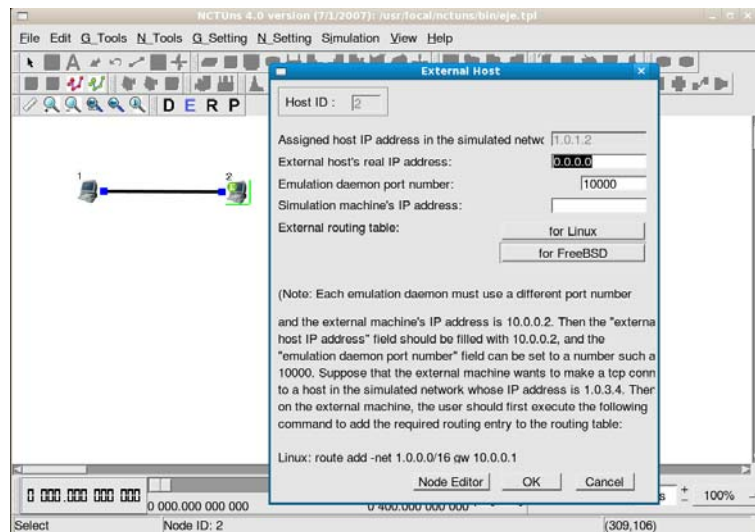 NCTUns 4.0 version (7/1/2007): /usr/local/nctuns/bin/eje.tpl
File Edit G_Tools N_Tools G_Setting N_Setting Simulation View Help
D E R P
1
2
External Host
Host ID : 2
Assigned host IP address in the simulated netwo 1.0.1.2
External host's real IP address: 0.0.0.0
Emulation daemon port number: 10000
Simulation machine's IP address:
External routing table: for Linux
for FreeBSD
(Note: Each emulation daemon must use a different port number
and the external machine's IP address is 10.0.0.2. Then the "externa
host IP address" field should be filled with 10.0.0.2, and the
"emulation daemon port number" field can be set to a number such a
10000. Suppose that the external machine wants to make a tcp conn
to a host in the simulated network whose IP address is 1.0.3.4. Then
on the external machine, the user should first execute the following
command to add the required routing entry to the routing table:
Linux: route add -net 1.0.0.0/16 gw 10.0.0.1
Node Editor OK Cancel
0 000.000 000 000
0 000.000 000 000
0 400.000 000 000
s 100%
Select Node ID: 2 (309,106)